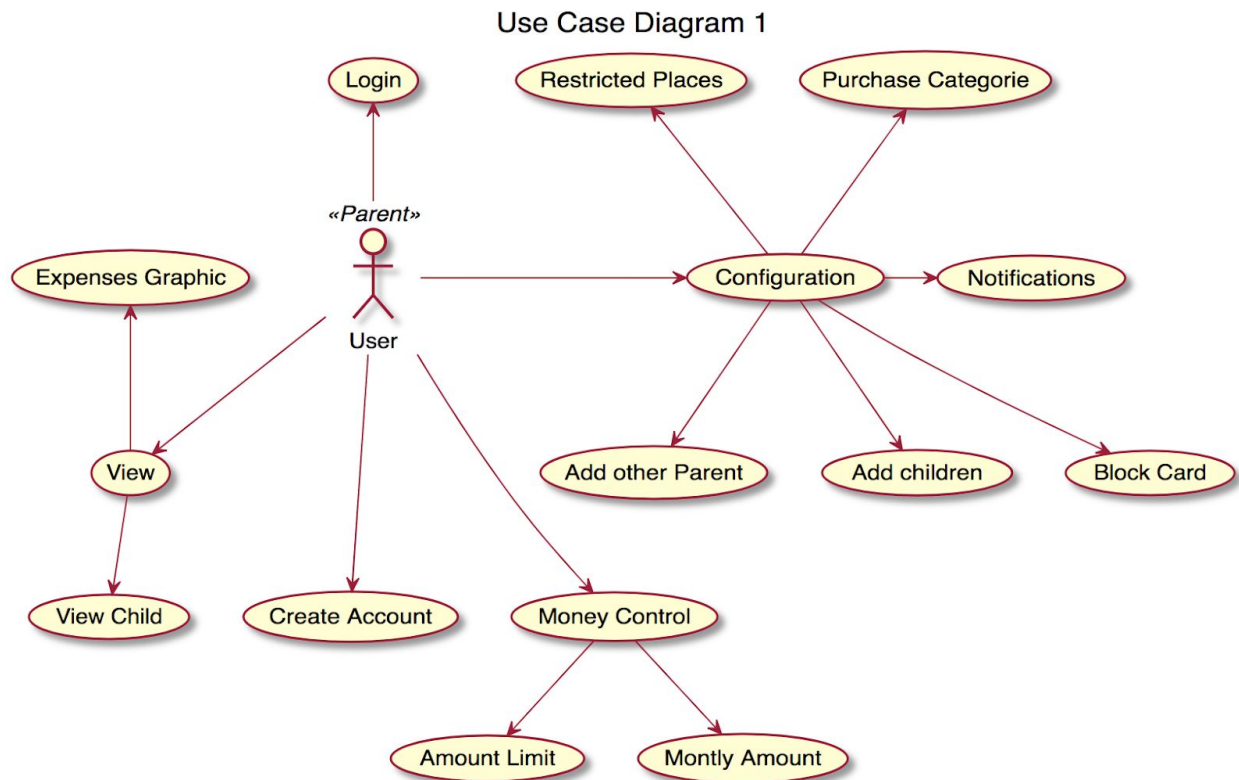 Use Case Diagram 1
Login
Restricted Places
Purchase Categorie
«Parent»
Expenses Graphic
Configuration
Notifications
User
View
Add other Parent
Add children
Block Card
View Child
Create Account
Money Control
Amount Limit
Montly Amount